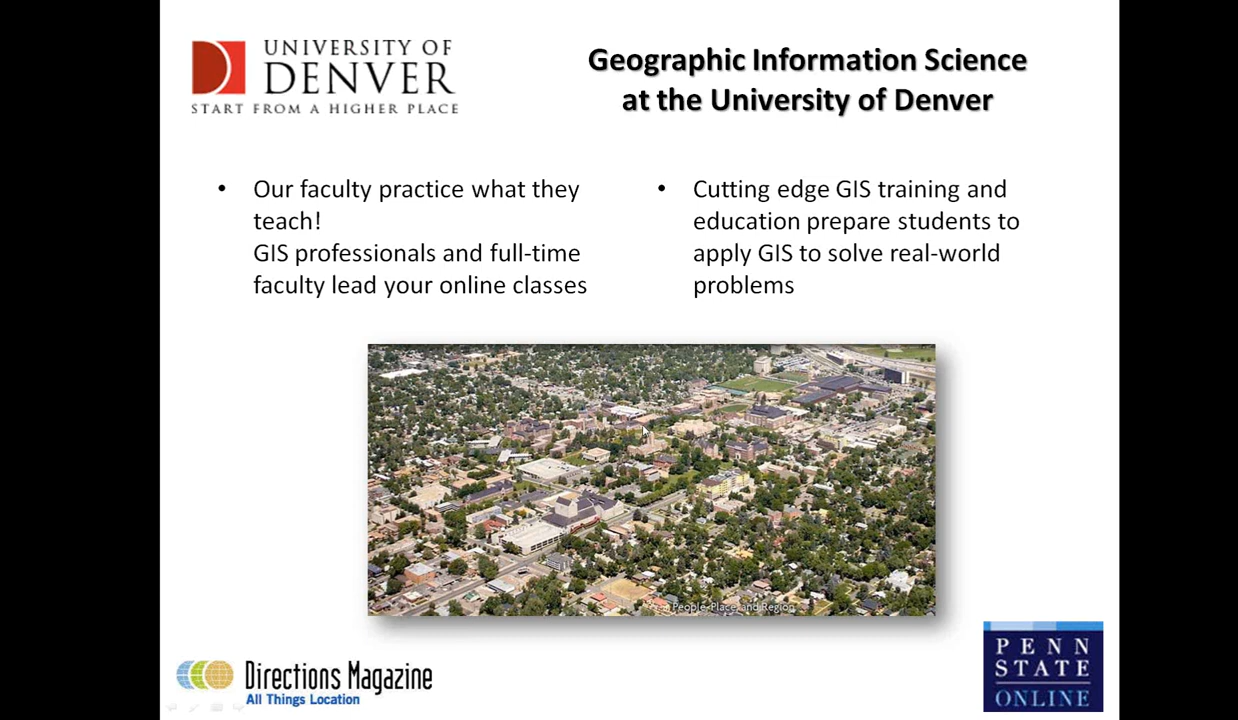 UNIVERSITY OF
DENVER
START FROM A HIGHER PLACE
Geographic Information Science
at the University of Denver
• Our faculty practice what they
teach!
GIS professionals and full-time
faculty lead your online classes
• Cutting edge GIS training and
education prepare students to
apply GIS to solve real-world
problems
People, Place, and Region
Directions Magazine
All Things Location
PENN
STATE
ONLINE